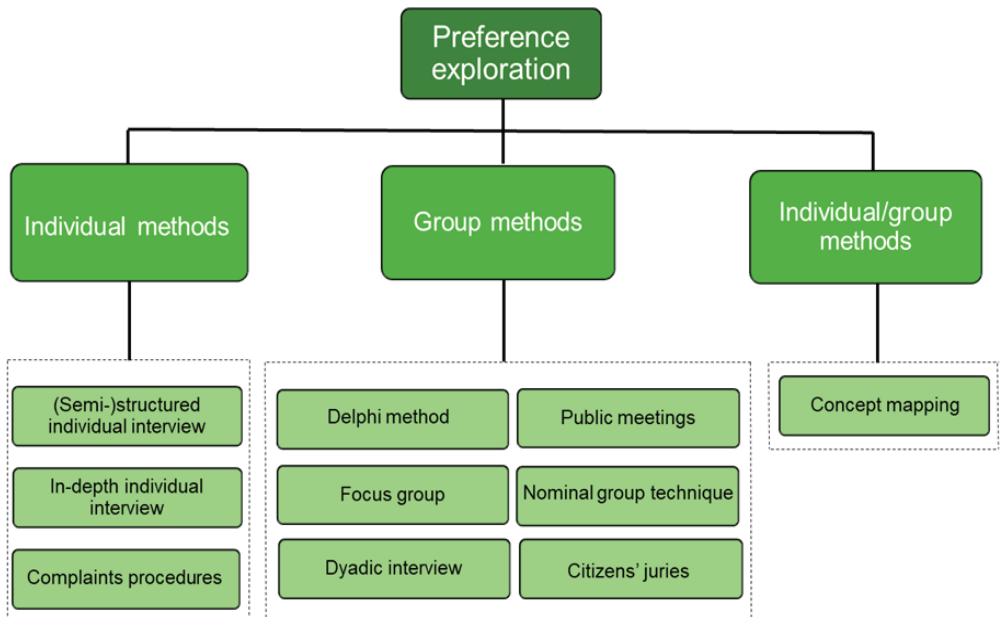 Preference
exploration
Individual methods
Group methods
Individual/group
methods
(Semi-)structured
individual interview
In-depth individual
interview
Complaints procedures
Delphi method
Public meetings
Focus group
Nominal group technique
Dyadic interview
Citizens’ juries
Concept mapping